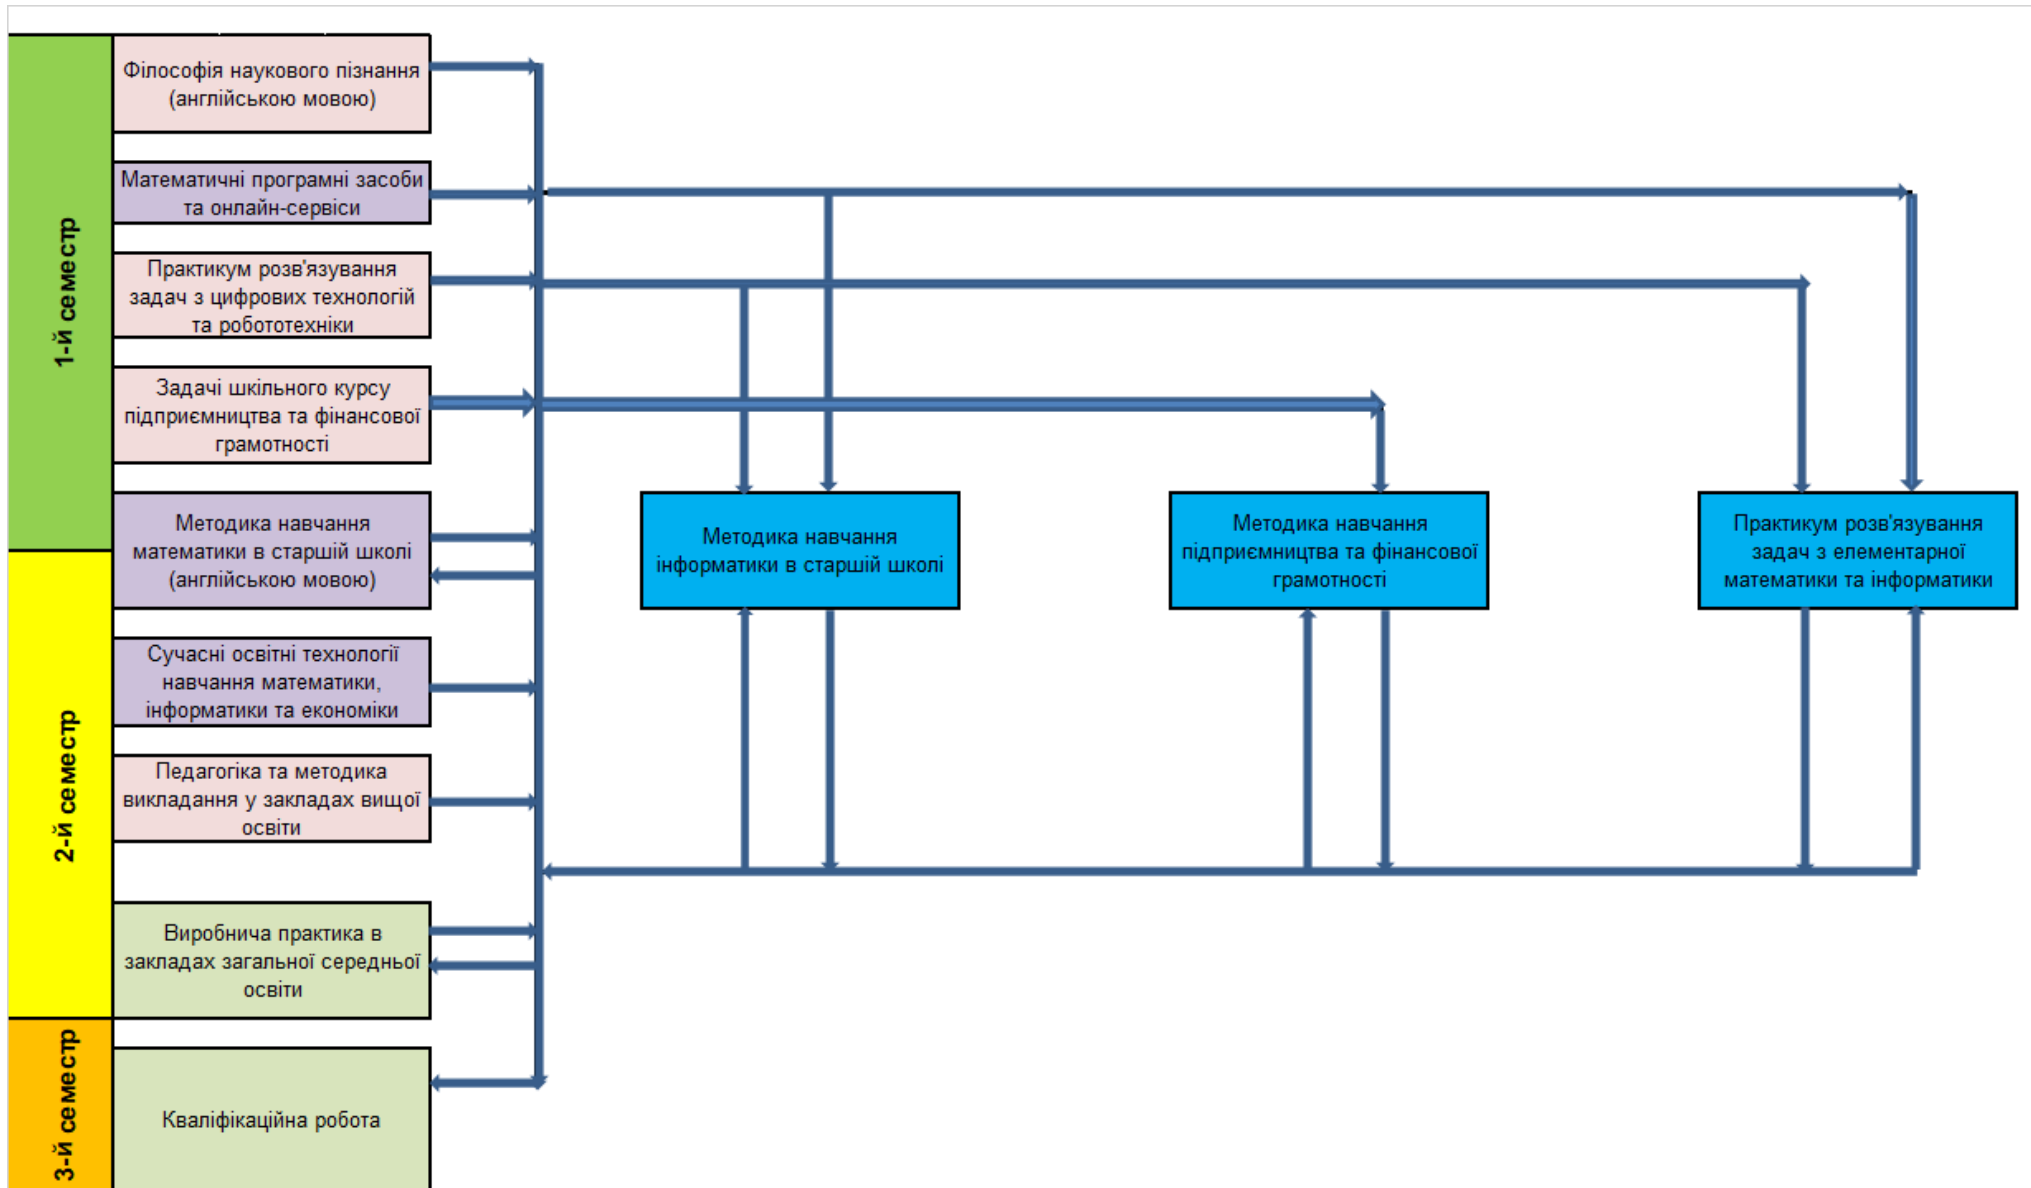 1-й семестр
Філософія наукового пізнання
(англійською мовою)
Математичні програмні засоби
та онлайн-сервіси
Практикум розв'язування
задач з цифрових технологій
та робототехніки
Задачі шкільного курсу
підприємництва та фінансової
грамотності
Методика навчання
математики в старшій школі
(англійською мовою)
Методика навчання
інформатики в старшій школі
Методика навчання
підприємництва та фінансової
грамотності
Практикум розв'язування
задач з елементарної
математики та інформатики
2-й семестр
Сучасні освітні технології
навчання математики,
інформатики та економіки
Педагогіка та методика
викладання у закладах вищої
освіти
Виробнича практика в
закладах загальної середньої
освіти
3-й семестр
Кваліфікаційна робота